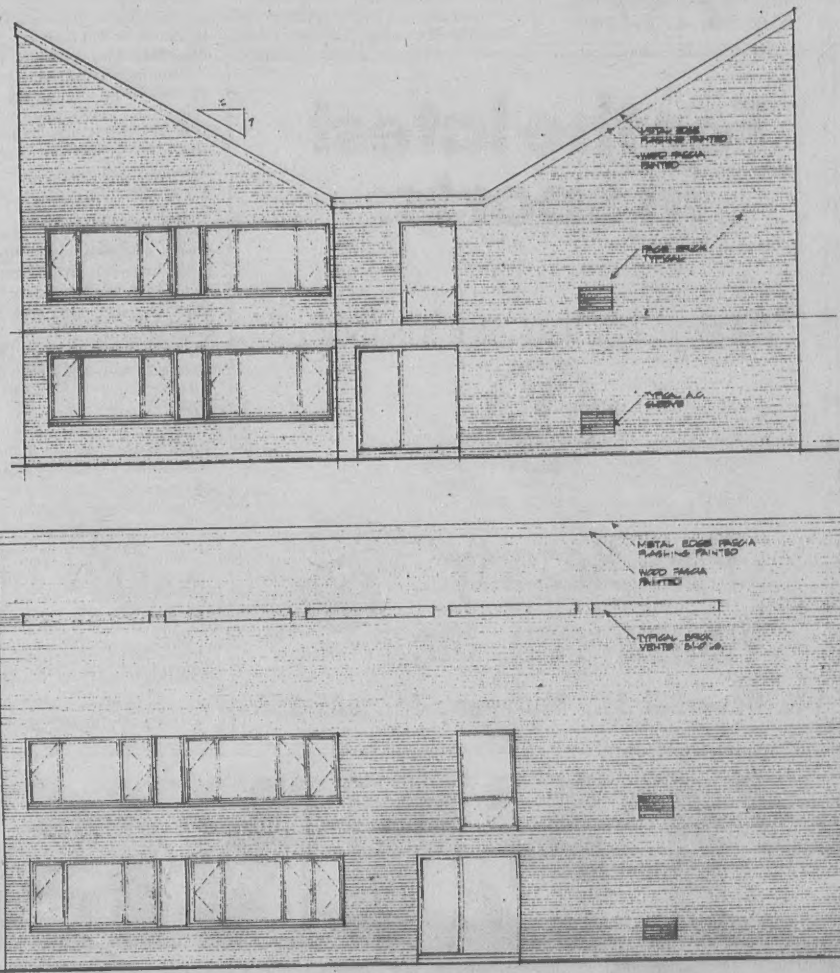 METAL EDGE
FLASHING PAINTED
WOOD FASCIA
PAINTED
FACE BRICK
TYPICAL
TYPICAL A.C.
SLEEVE
METAL EDGE FASCIA
FLASHING PAINTED
WOOD FASCIA
PAINTED
TYPICAL BRICK